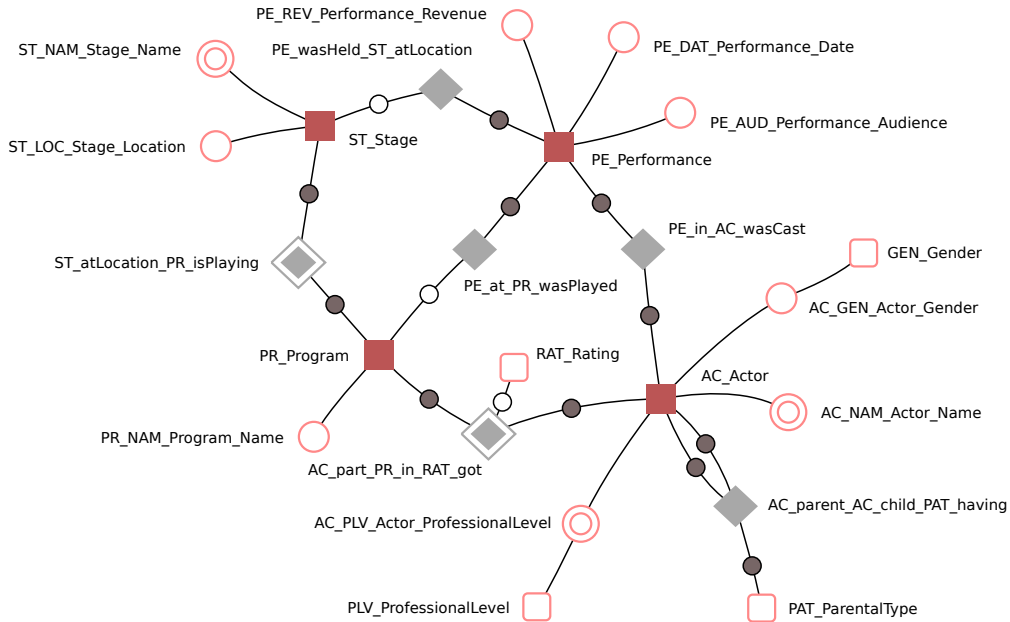 PE_REV_Performance_Revenue
ST_NAM_Stage_Name
PE_wasHeld_ST_atLocation
PE_DAT_Performance_Date
PE_AUD_Performance_Audience
ST_Stage
ST_LOC_Stage_Location
PE_Performance
PE_in_AC_wasCast
GEN_Gender
ST_atLocation_PR_isPlaying
PE_at_PR_wasPlayed
AC_GEN_Actor_Gender
RAT_Rating
PR_Program
AC_Actor
AC_NAM_Actor_Name
PR_NAM_Program_Name
AC_part_PR_in_RAT_got
AC_parent_AC_child_PAT_having
AC_PLV_Actor_ProfessionalLevel
PLV_ProfessionalLevel
PAT_ParentalType